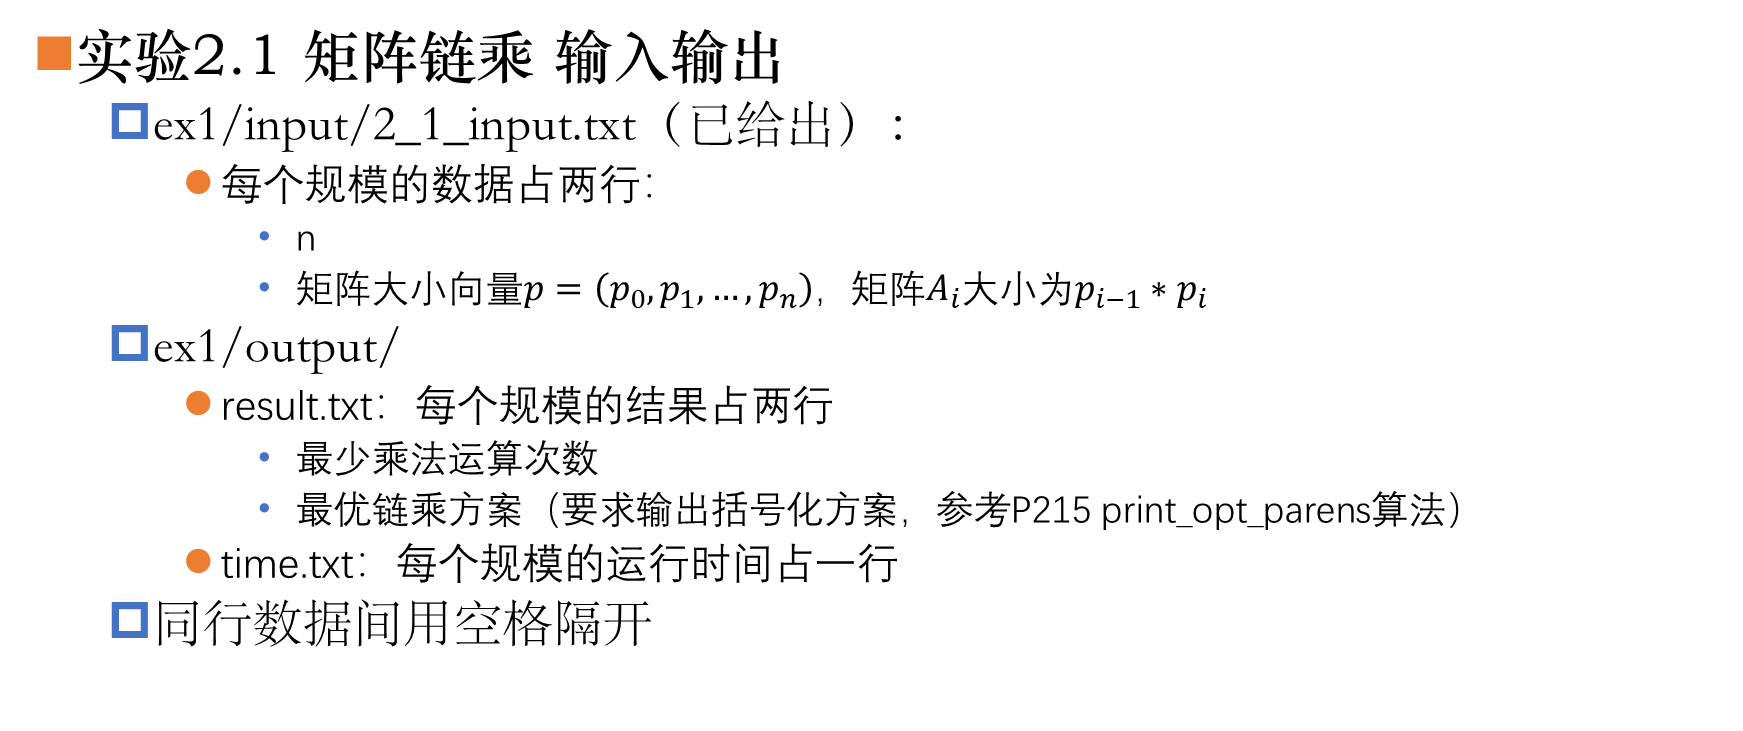 实验2.1 矩阵链乘 输入输出
ex1/input/2_1_input.txt（已给出）:
每个规模的数据占两行：
n
矩阵大小向量p = (p₀, p₁, … , pₙ)，矩阵Aᵢ大小为pᵢ₋₁ ∗ pᵢ
ex1/output/
result.txt：每个规模的结果占两行
最少乘法运算次数
最优链乘方案（要求输出括号化方案，参考P215 print_opt_parens算法）
time.txt：每个规模的运行时间占一行
同行数据间用空格隔开